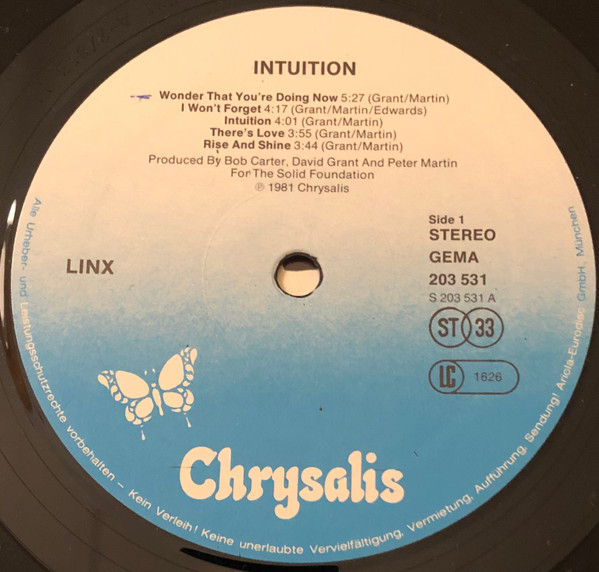 INTUITION
Wonder That You're Doing Now 5:27 (Grant/Martin)
I Won't Forget 4:17 (Grant/Martin/Edwards)
Intuition 4:01 (Grant/Martin)
There's Love 3:55 (Grant/Martin)
Rise And Shine 3:44 (Grant/Martin)
Produced By Bob Carter, David Grant And Peter Martin
For The Solid Foundation
℗ 1981 Chrysalis
LINX
Side 1
STEREO
GEMA
203 531
S 203 531 A
ST 33
LC 1626
Chrysalis
Alle Urheber- und Leistungsschutzrechte vorbehalten – Kein Verleih! Keine unerlaubte Vervielfältigung, Vermietung, Aufführung, Sendung! Ariola-Eurodisc GmbH, München